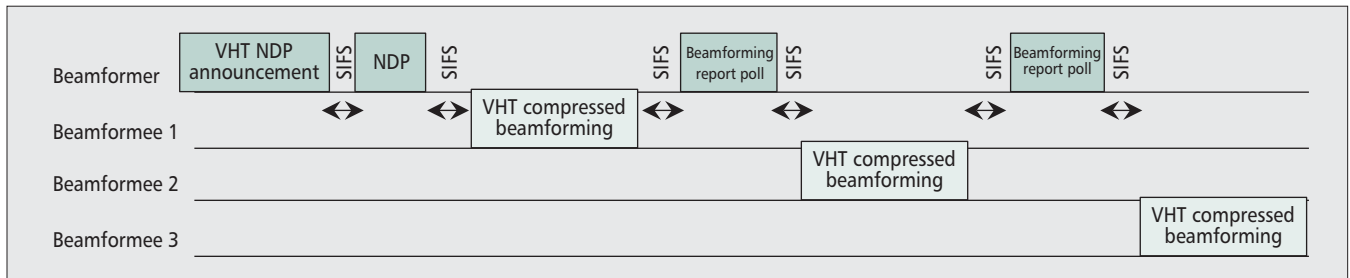 VHT NDP
announcement
SIFS
NDP
SIFS
SIFS
Beamforming
report poll
SIFS
SIFS
Beamforming
report poll
SIFS
Beamformer
VHT compressed
beamforming
Beamformee 1
VHT compressed
beamforming
Beamformee 2
VHT compressed
beamforming
Beamformee 3